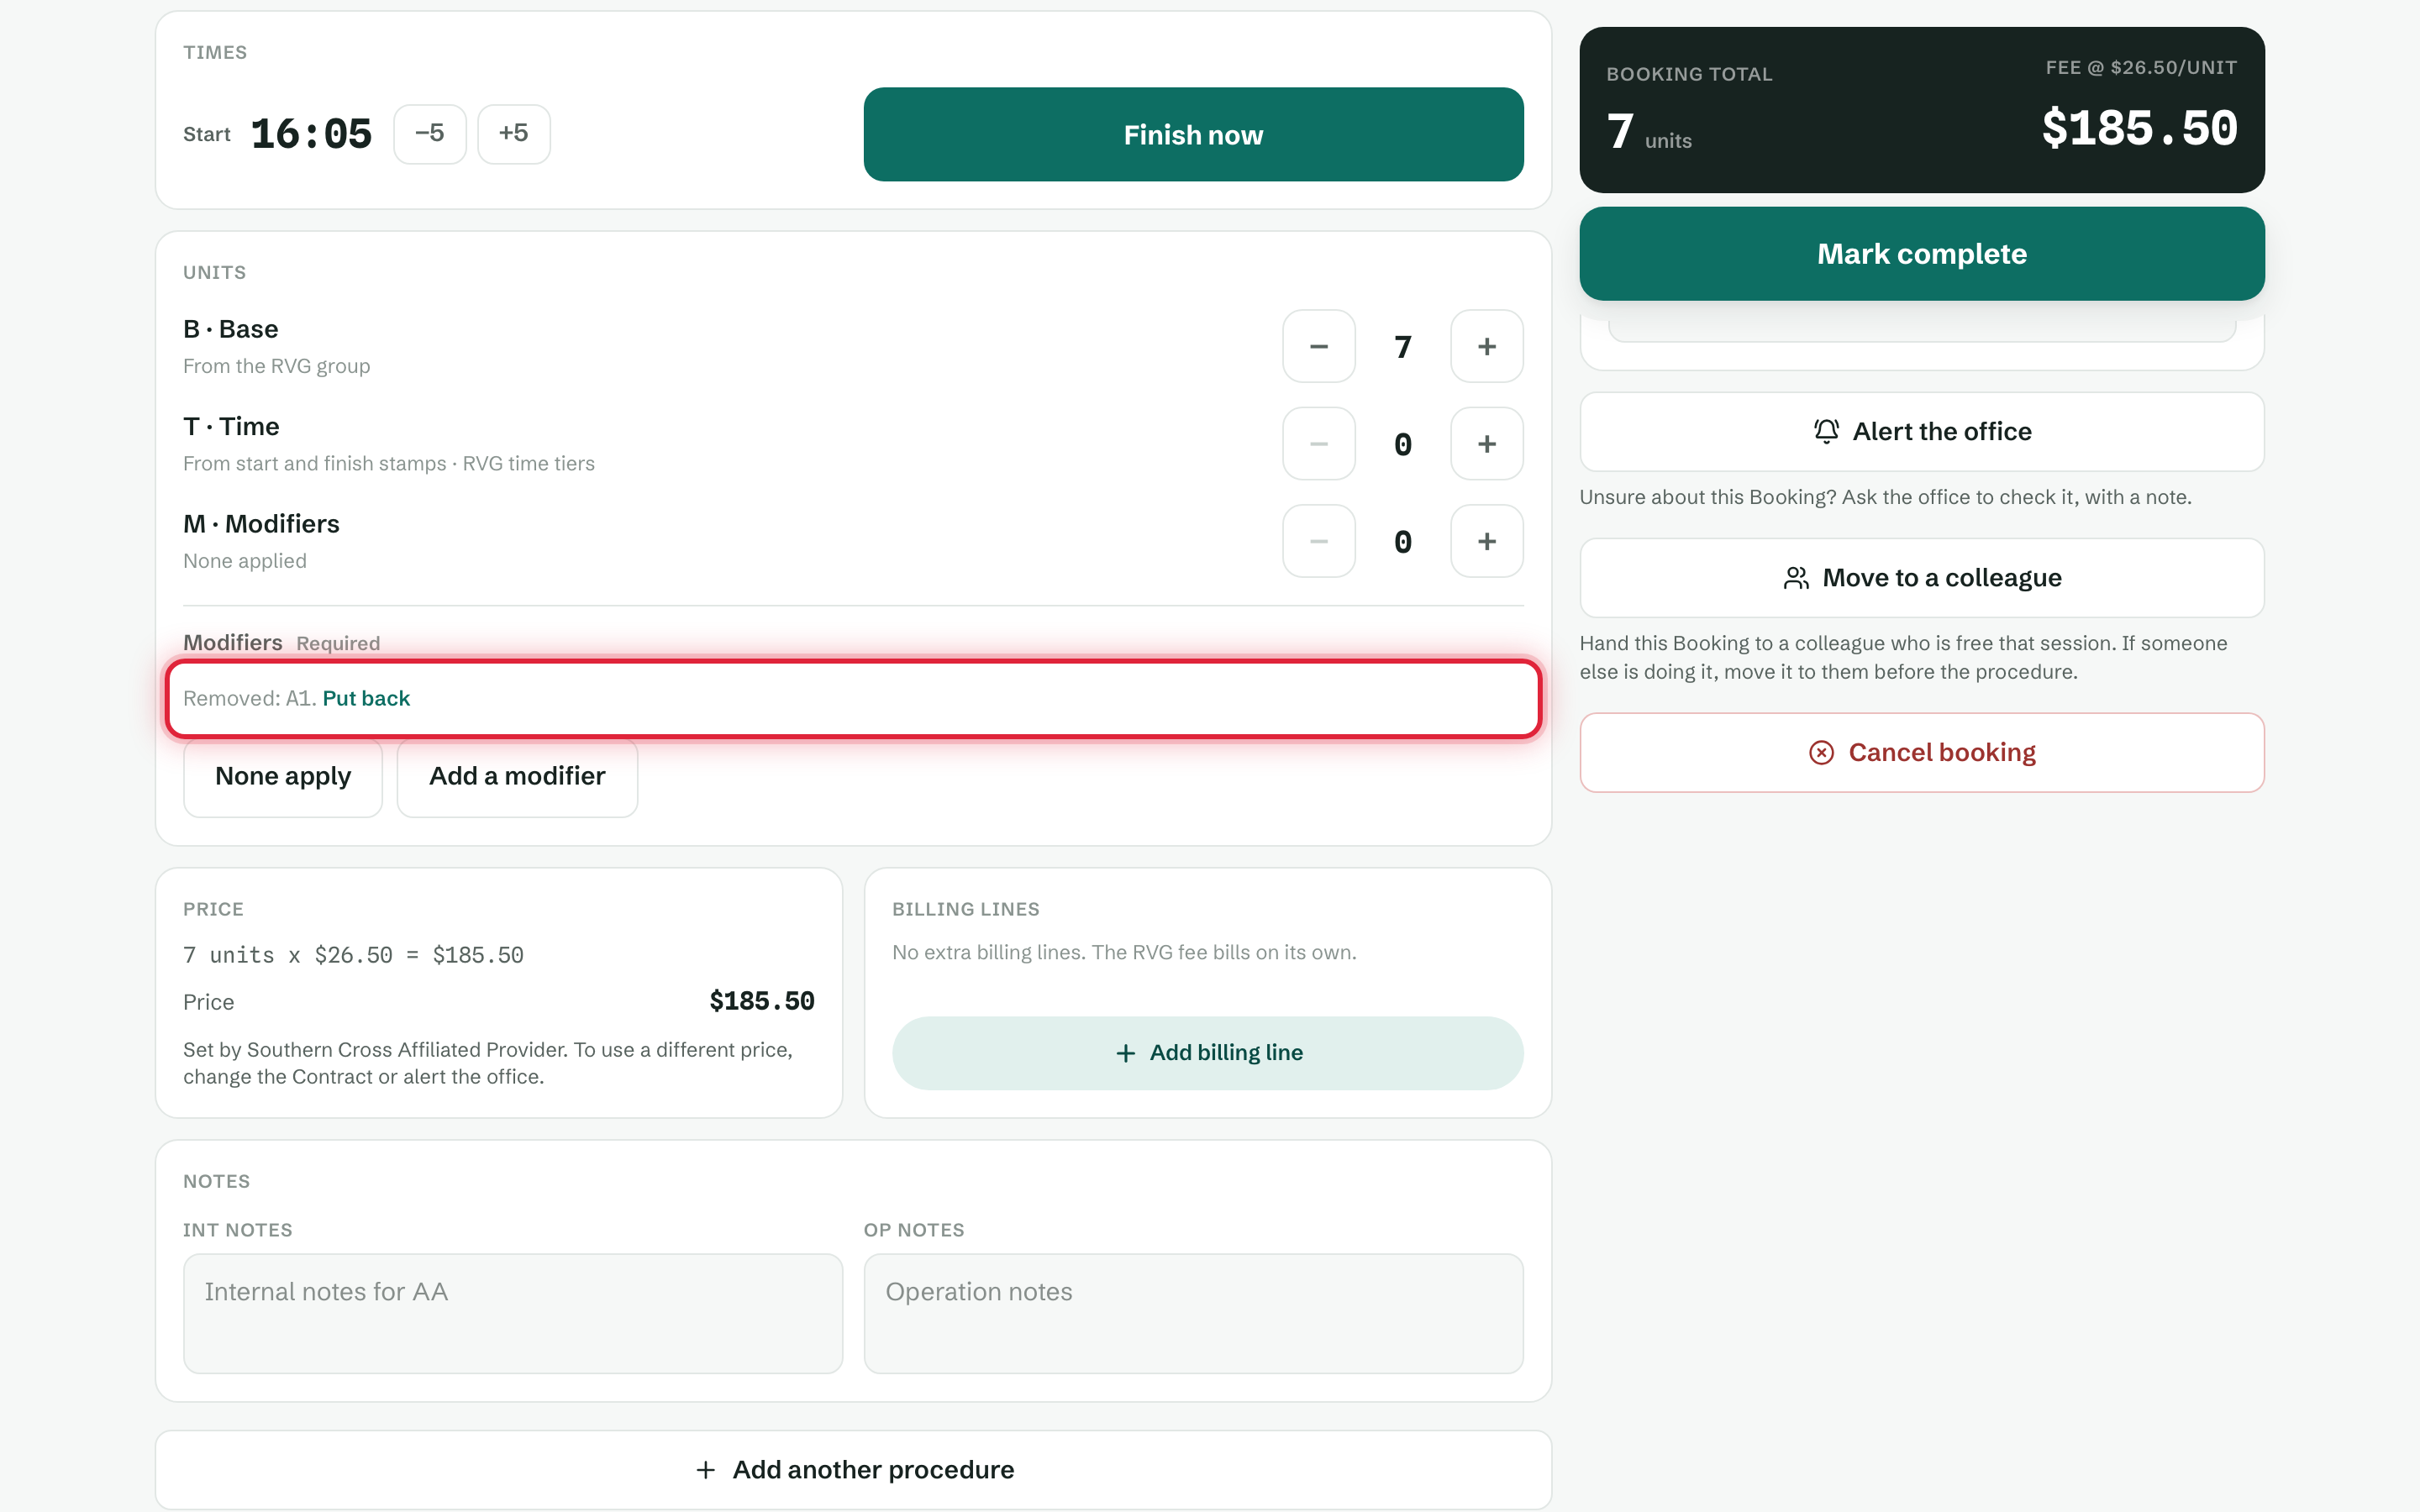 TIMES
Start 16:05 −5 +5
Finish now
UNITS
B · Base
From the RVG group
− 7 +
T · Time
From start and finish stamps · RVG time tiers
− 0 +
M · Modifiers
None applied
− 0 +
Modifiers Required
Removed: A1. Put back
None apply
Add a modifier
PRICE
7 units x $26.50 = $185.50
Price $185.50
Set by Southern Cross Affiliated Provider. To use a different price,
change the Contract or alert the office.
BILLING LINES
No extra billing lines. The RVG fee bills on its own.
+ Add billing line
NOTES
INT NOTES
Internal notes for AA
OP NOTES
Operation notes
+ Add another procedure
BOOKING TOTAL
7 units
FEE @ $26.50/UNIT
$185.50
Mark complete
Alert the office
Unsure about this Booking? Ask the office to check it, with a note.
Move to a colleague
Hand this Booking to a colleague who is free that session. If someone
else is doing it, move it to them before the procedure.
Cancel booking